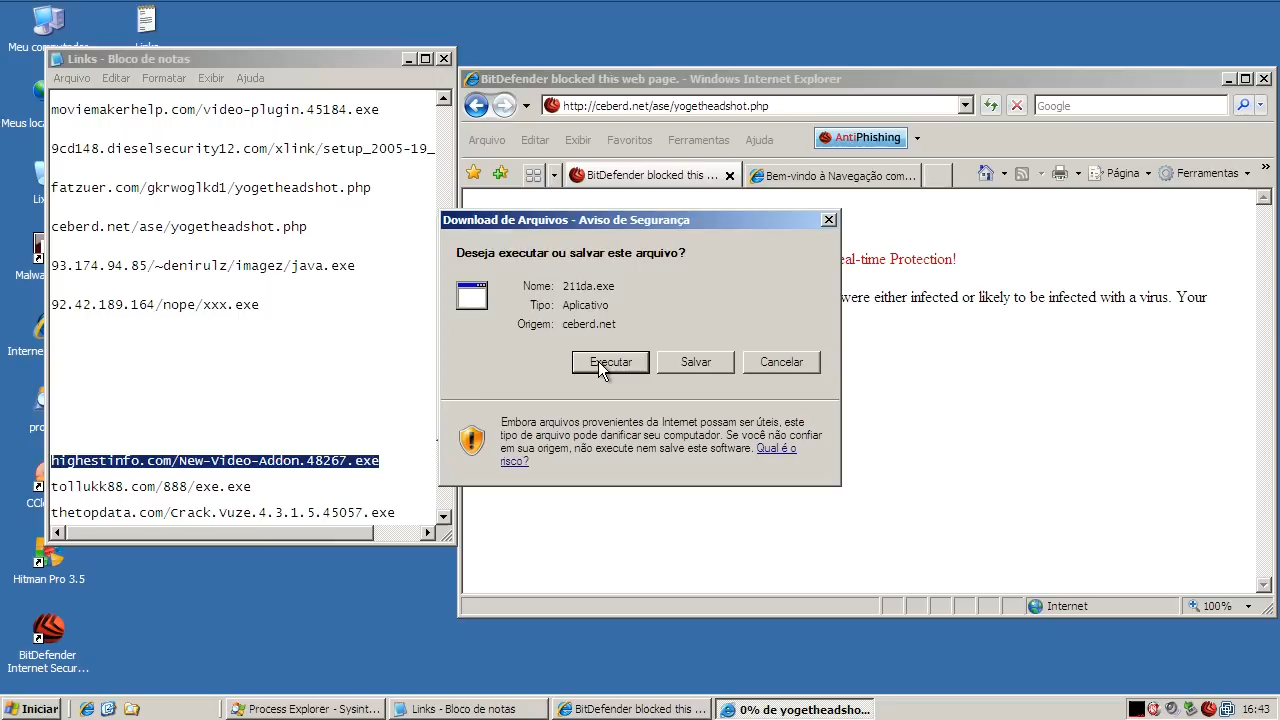 Meu computador
Links
Links - Bloco de notas
Arquivo Editar Formatar Exibir Ajuda
moviemakerhelp.com/video-plugin.45184.exe
9cd148.dieselsecurity12.com/xlink/setup_2005-19_
fatzuer.com/gkrwoglkd1/yogetheadshot.php
ceberd.net/ase/yogetheadshot.php
93.174.94.85/~denirulz/imagez/java.exe
92.42.189.164/nope/xxx.exe
highestinfo.com/New-Video-Addon.48267.exe
tollukk88.com/888/exe.exe
thetopdata.com/Crack.Vuze.4.3.1.5.45057.exe
Meus loca
Lix
Malwa
Interne
pro
CCle
Hitman Pro 3.5
BitDefender
Internet Secur...
BitDefender blocked this web page. - Windows Internet Explorer
http://ceberd.net/ase/yogetheadshot.php
Google
Arquivo Editar Exibir Favoritos Ferramentas Ajuda
AntiPhishing
BitDefender blocked this ...
Bem-vindo à Navegação com...
Página
Ferramentas
»
eal-time Protection!
were either infected or likely to be infected with a virus. Your
Download de Arquivos - Aviso de Segurança
Deseja executar ou salvar este arquivo?
Nome: 211da.exe
Tipo: Aplicativo
Origem: ceberd.net
Executar Salvar Cancelar
Embora arquivos provenientes da Internet possam ser úteis, este
tipo de arquivo pode danificar seu computador. Se você não confiar
em sua origem, não execute nem salve este software. Qual é o
risco?
Internet
100%
Iniciar
Process Explorer - Sysint...
Links - Bloco de notas
BitDefender blocked this ...
0% de yogetheadsho...
16:43